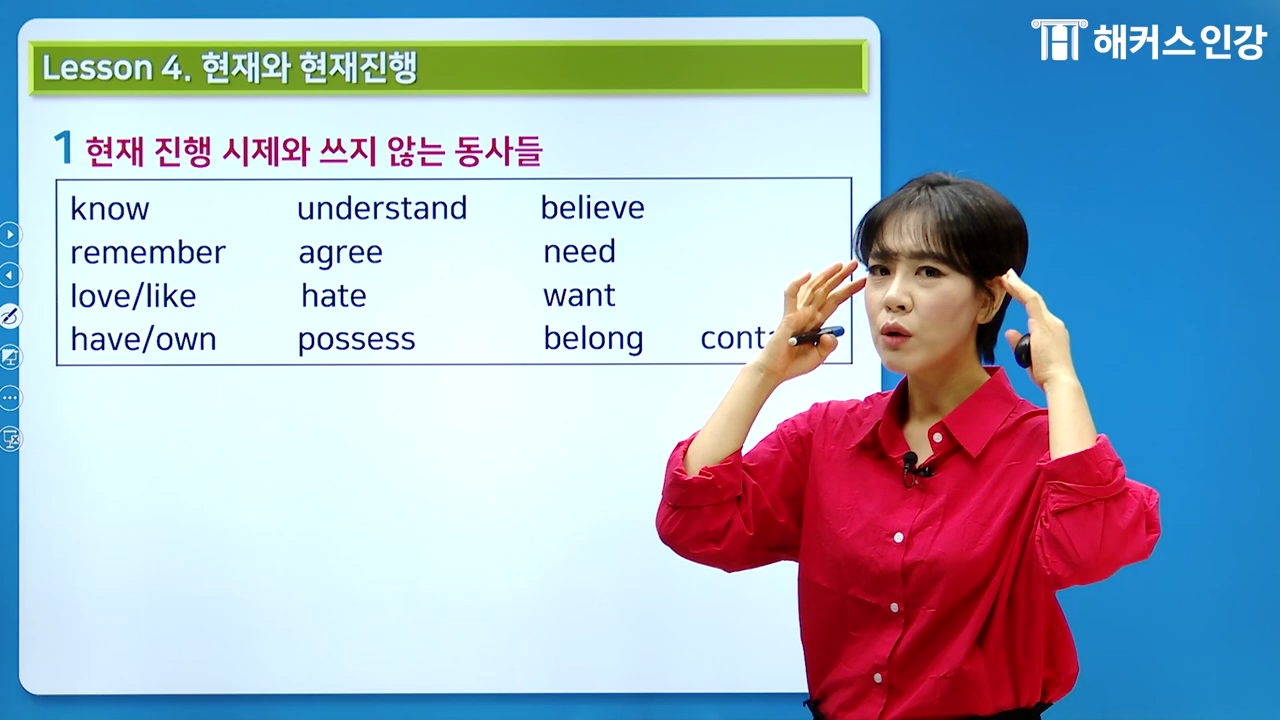 해커스인강
Lesson 4. 현재와 현재진행
1 현재 진행 시제와 쓰지 않는 동사들
know understand believe
remember agree need
love/like hate want
have/own possess belong